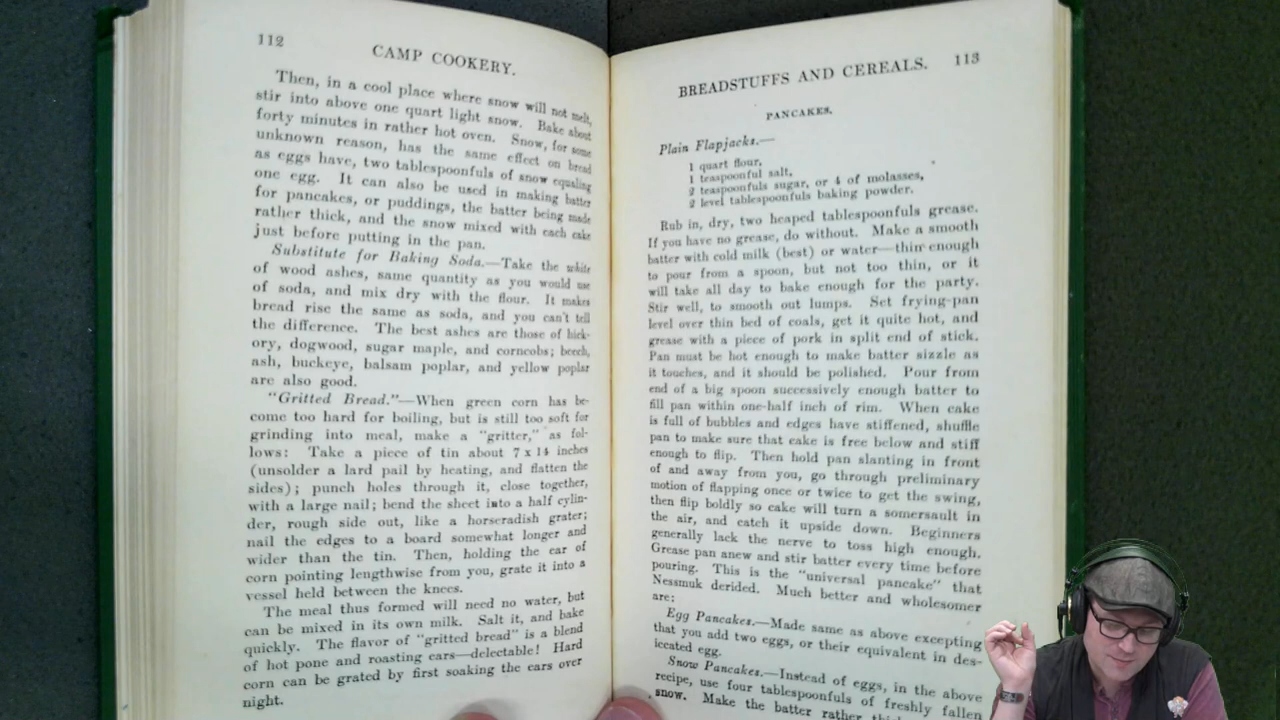 112
CAMP COOKERY.
Then, in a cool place where snow will not melt,
stir into above one quart light snow. Bake about
forty minutes in rather hot oven. Snow, for some
unknown reason, has the same effect on bread
as eggs have, two tablespoonfuls of snow equaling
one egg. It can also be used in making batter
for pancakes, or puddings, the batter being made
rather thick, and the snow mixed with each cake
just before putting in the pan.
Substitute for Baking Soda.—Take the white
of wood ashes, same quantity as you would use
of soda, and mix dry with the flour. It makes
bread rise the same as soda, and you can't tell
the difference. The best ashes are those of hick-
ory, dogwood, sugar maple, and corncobs; beech,
ash, buckeye, balsam poplar, and yellow poplar
are also good.
"Gritted Bread."—When green corn has be-
come too hard for boiling, but is still too soft for
grinding into meal, make a "gritter," as fol-
lows: Take a piece of tin about 7 x 14 inches
(unsolder a lard pail by heating, and flatten the
sides); punch holes through it, close together,
with a large nail; bend the sheet into a half cylin-
der, rough side out, like a horseradish grater;
nail the edges to a board somewhat longer and
wider than the tin. Then, holding the ear of
corn pointing lengthwise from you, grate it into a
vessel held between the knees.
The meal thus formed will need no water, but
can be mixed in its own milk. Salt it, and bake
quickly. The flavor of "gritted bread" is a blend
of hot pone and roasting ears—delectable! Hard
corn can be grated by first soaking the ears over
night.
BREADSTUFFS AND CEREALS. 113
PANCAKES.
Plain Flapjacks.—
1 quart flour,
1 teaspoonful salt,
2 teaspoonfuls sugar, or 4 of molasses,
2 level tablespoonfuls baking powder.
Rub in, dry, two heaped tablespoonfuls grease.
If you have no grease, do without. Make a smooth
batter with cold milk (best) or water—thin enough
to pour from a spoon, but not too thin, or it
will take all day to bake enough for the party.
Stir well, to smooth out lumps. Set frying-pan
level over thin bed of coals, get it quite hot, and
grease with a piece of pork in split end of stick.
Pan must be hot enough to make batter sizzle as
it touches, and it should be polished. Pour from
end of a big spoon successively enough batter to
fill pan within one-half inch of rim. When cake
is full of bubbles and edges have stiffened, shuffle
pan to make sure that cake is free below and stiff
enough to flip. Then hold pan slanting in front
of and away from you, go through preliminary
motion of flapping once or twice to get the swing,
then flip boldly so cake will turn a somersault in
the air, and catch it upside down. Beginners
generally lack the nerve to toss high enough.
Grease pan anew and stir batter every time before
pouring. This is the "universal pancake" that
Nessmuk derided. Much better and wholesomer
are:
Egg Pancakes.—Made same as above excepting
that you add two eggs, or their equivalent in des-
iccated egg.
Snow Pancakes.—Instead of eggs, in the above
recipe, use four tablespoonfuls of freshly fallen
snow. Make the batter rather